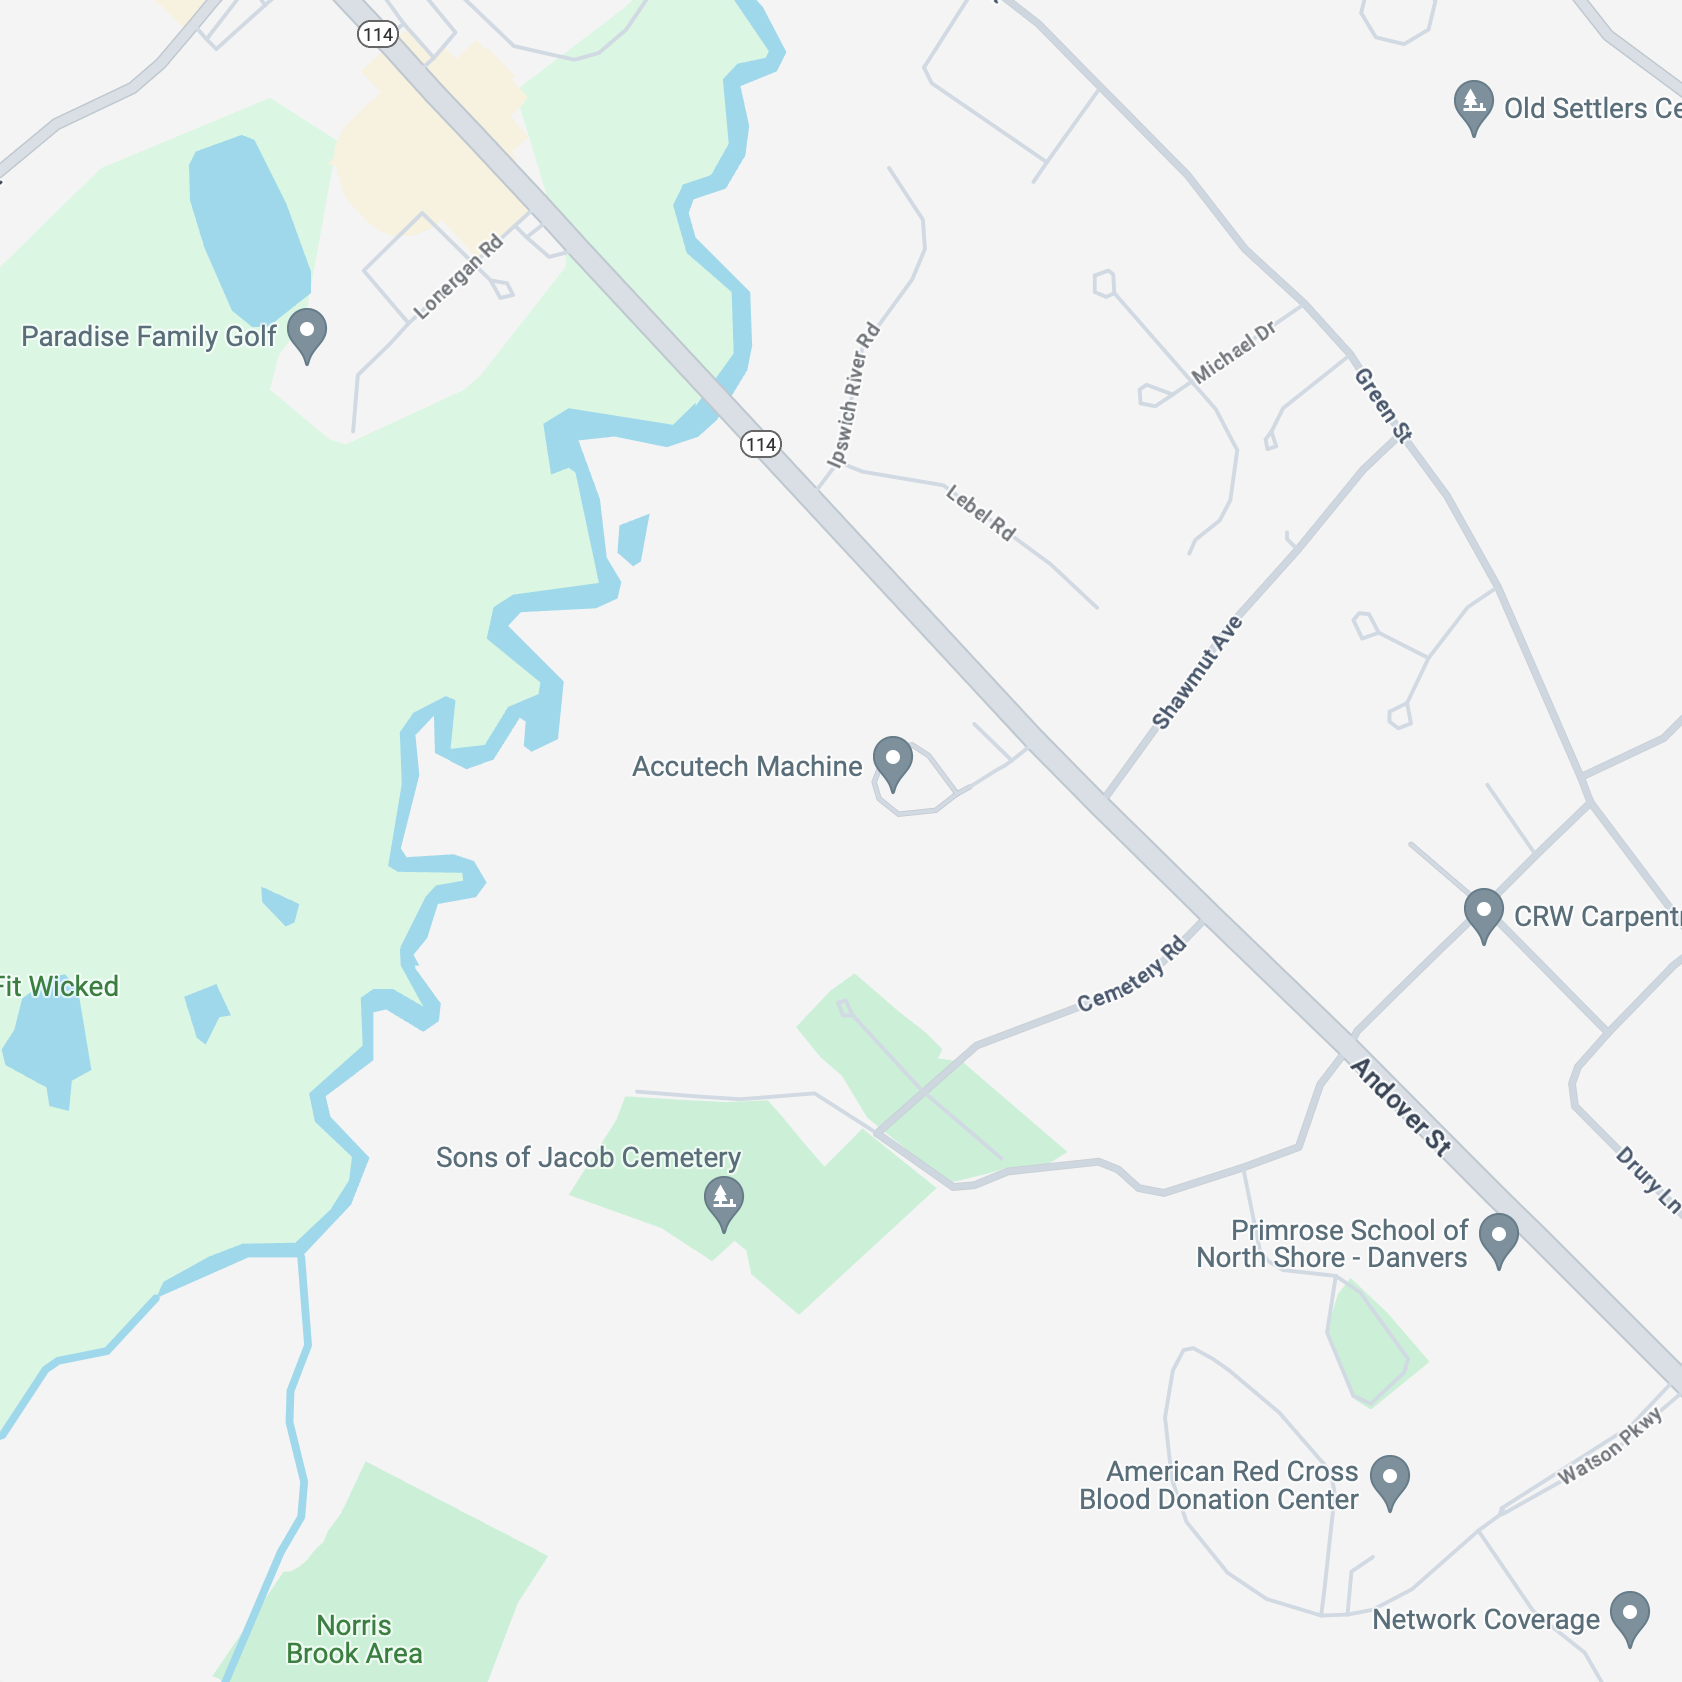 114
Old Settlers Ce
Lonergan Rd
Paradise Family Golf
Ipswich River Rd
Michael Dr
Green St
114
Lebel Rd
Shawmut Ave
Accutech Machine
CRW Carpentr
Cemetery Rd
Fit Wicked
Andover St
Sons of Jacob Cemetery
Drury Ln
Primrose School of
North Shore - Danvers
Watson Pkwy
American Red Cross
Blood Donation Center
Network Coverage
Norris
Brook Area